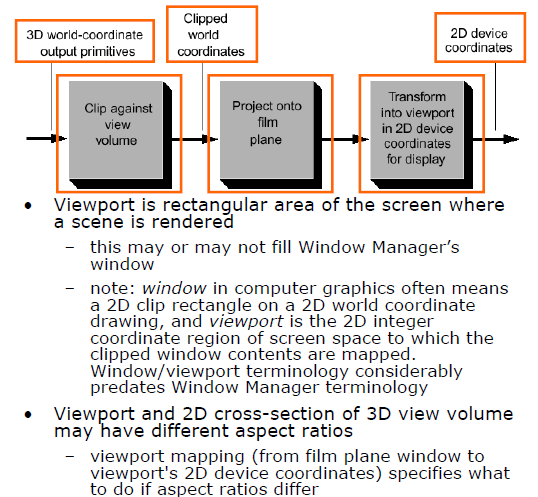 3D world-coordinate
output primitives
Clipped
world
coordinates
2D device
coordinates
Clip against
view
volume
Project onto
film
plane
Transform
into viewport
in 2D device
coordinates
for display
• Viewport is rectangular area of the screen where
a scene is rendered
– this may or may not fill Window Manager's
window
– note: window in computer graphics often means
a 2D clip rectangle on a 2D world coordinate
drawing, and viewport is the 2D integer
coordinate region of screen space to which the
clipped window contents are mapped.
Window/viewport terminology considerably
predates Window Manager terminology
• Viewport and 2D cross-section of 3D view volume
may have different aspect ratios
– viewport mapping (from film plane window to
viewport's 2D device coordinates) specifies what
to do if aspect ratios differ